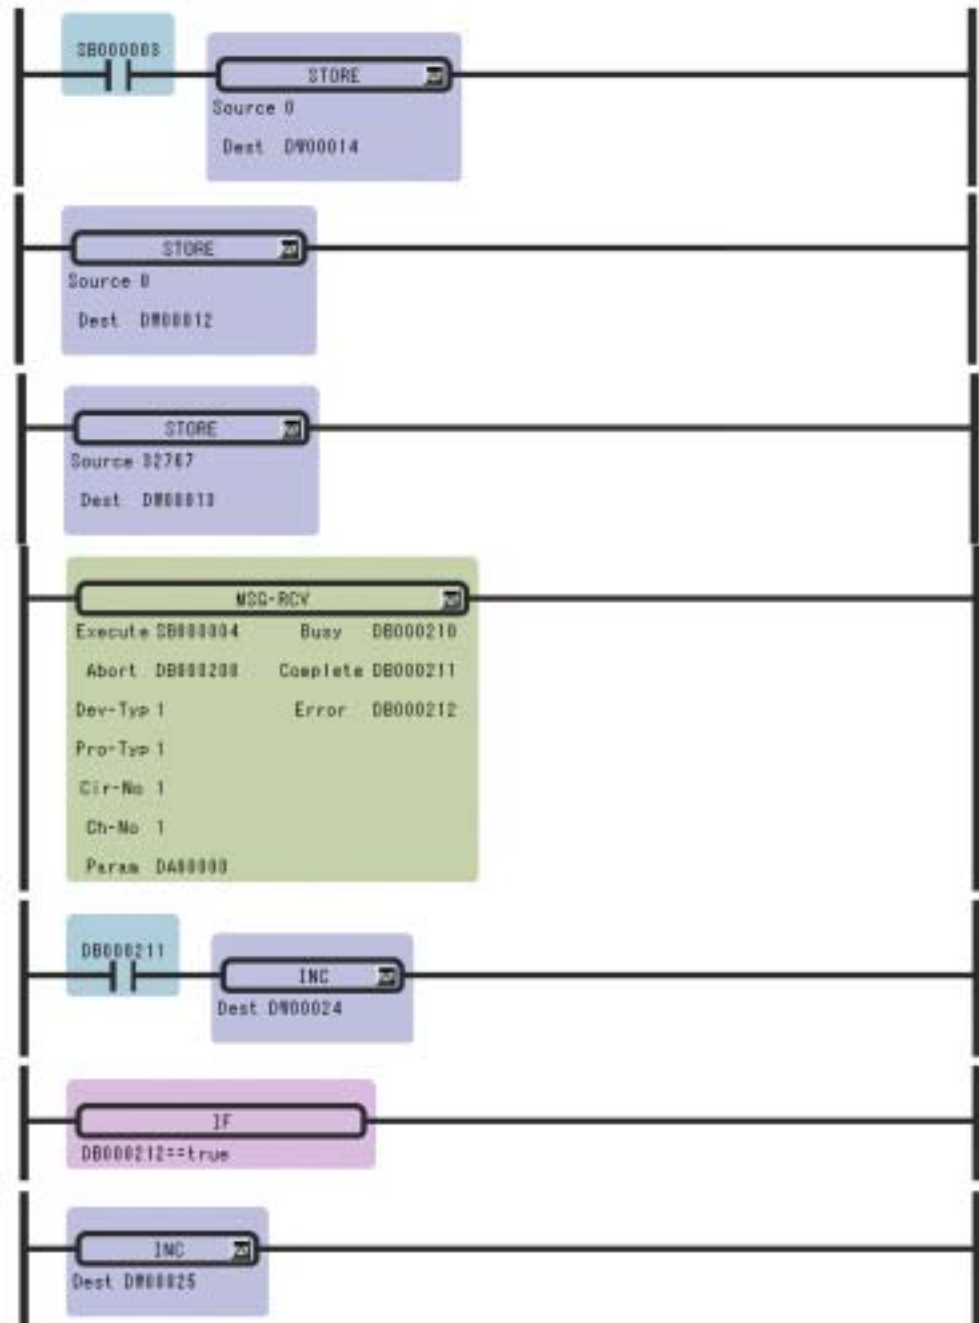 SB000003
STORE
Source 0
Dest DW00014
STORE
Source 0
Dest DW00012
STORE
Source 32767
Dest DW00013
MSG-RCV
Execute SB000004 Busy DB000210
Abort DB000208 Complete DB000211
Dev-Typ 1 Error DB000212
Pro-Typ 1
Cir-No 1
Ch-No 1
Param DA00000
DB000211
INC
Dest DW00024
IF
DB000212==true
INC
Dest DW00025